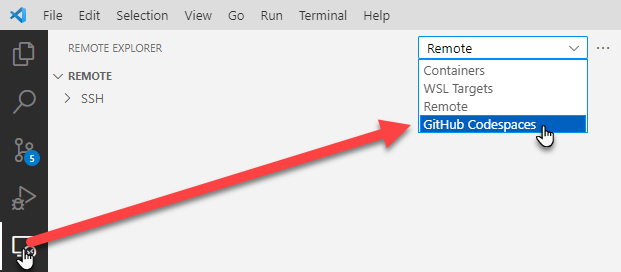 File Edit Selection View Go Run Terminal Help
REMOTE EXPLORER
Remote
REMOTE
SSH
Containers
WSL Targets
Remote
GitHub Codespaces
5